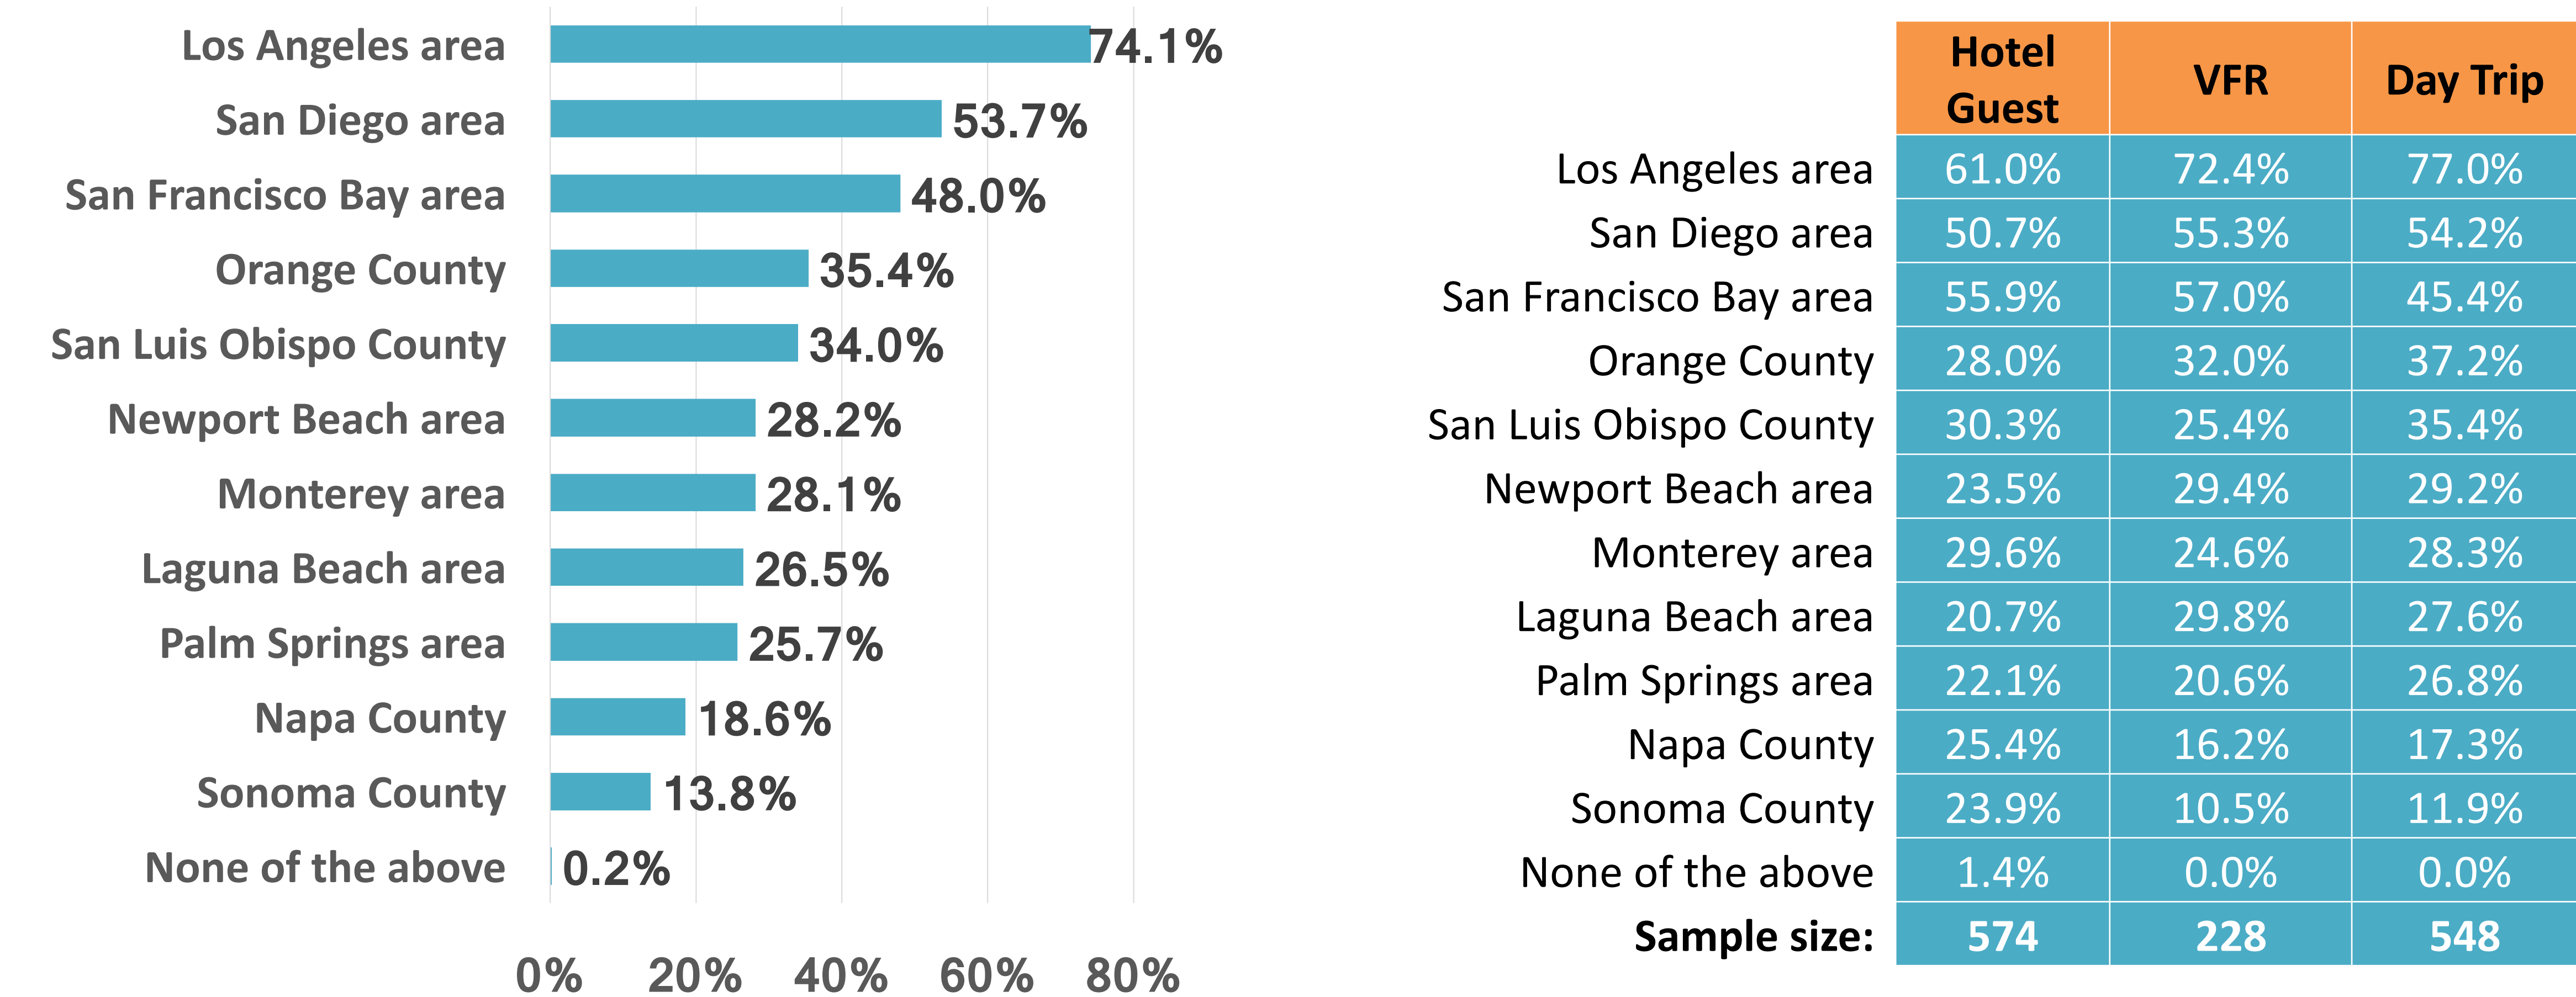 Los Angeles area 74.1%
San Diego area 53.7%
San Francisco Bay area 48.0%
Orange County 35.4%
San Luis Obispo County 34.0%
Newport Beach area 28.2%
Monterey area 28.1%
Laguna Beach area 26.5%
Palm Springs area 25.7%
Napa County 18.6%
Sonoma County 13.8%
None of the above 0.2%
0% 20% 40% 60% 80%
Hotel
Guest
VFR
Day Trip
Los Angeles area 61.0% 72.4% 77.0%
San Diego area 50.7% 55.3% 54.2%
San Francisco Bay area 55.9% 57.0% 45.4%
Orange County 28.0% 32.0% 37.2%
San Luis Obispo County 30.3% 25.4% 35.4%
Newport Beach area 23.5% 29.4% 29.2%
Monterey area 29.6% 24.6% 28.3%
Laguna Beach area 20.7% 29.8% 27.6%
Palm Springs area 22.1% 20.6% 26.8%
Napa County 25.4% 16.2% 17.3%
Sonoma County 23.9% 10.5% 11.9%
None of the above 1.4% 0.0% 0.0%
Sample size: 574 228 548